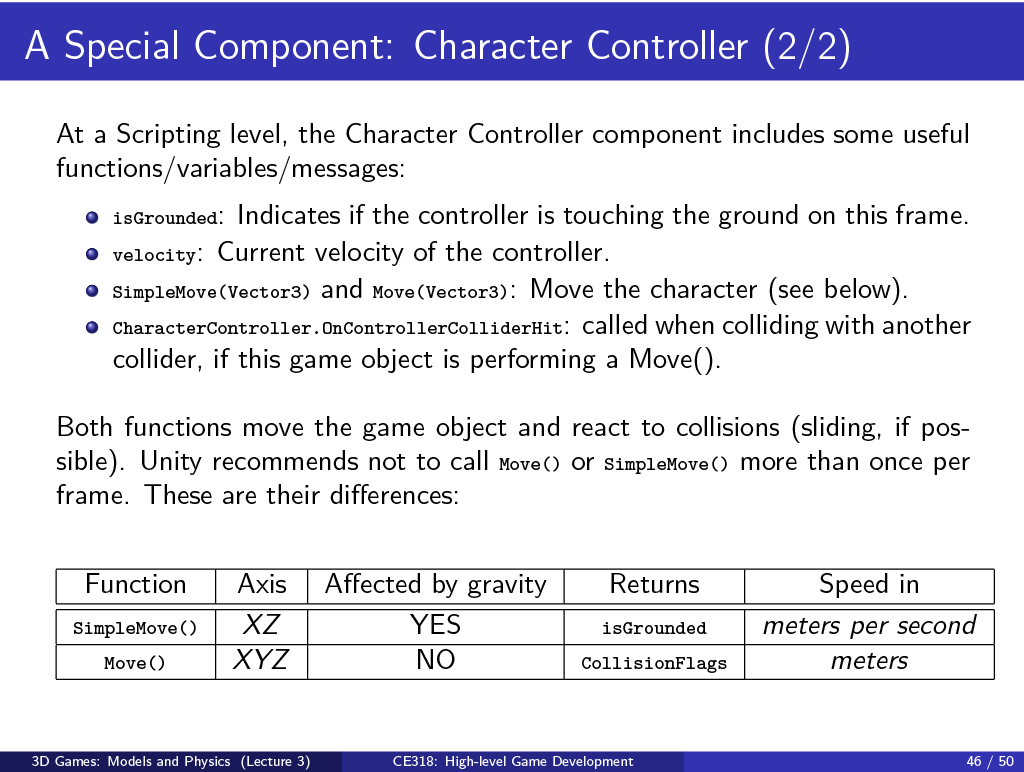 A Special Component: Character Controller (2/2)
At a Scripting level, the Character Controller component includes some useful
functions/variables/messages:
isGrounded: Indicates if the controller is touching the ground on this frame.
velocity: Current velocity of the controller.
SimpleMove(Vector3) and Move(Vector3): Move the character (see below).
CharacterController.OnControllerColliderHit: called when colliding with another
collider, if this game object is performing a Move().
Both functions move the game object and react to collisions (sliding, if pos-
sible). Unity recommends not to call Move() or SimpleMove() more than once per
frame. These are their differences:
Function Axis Affected by gravity Returns Speed in
SimpleMove() XZ YES isGrounded meters per second
Move() XYZ NO CollisionFlags meters
3D Games: Models and Physics (Lecture 3) CE318: High-level Game Development 46 / 50